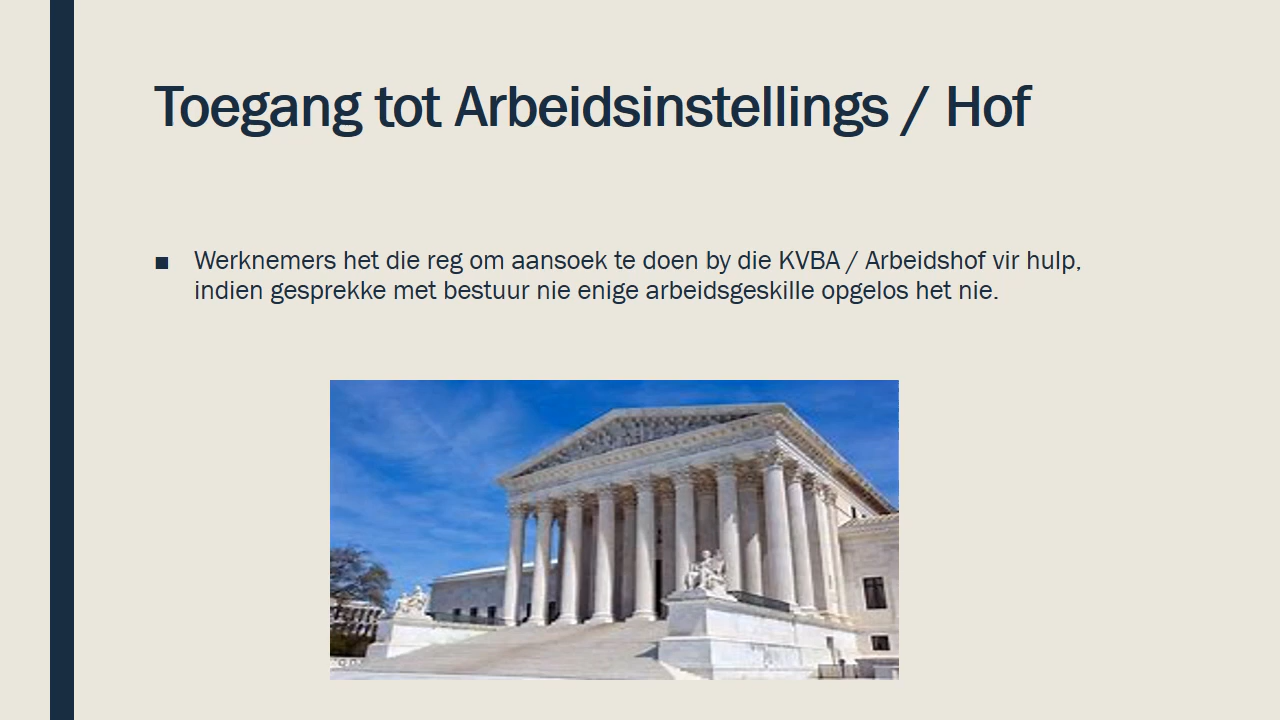 Toegang tot Arbeidsinstellings / Hof
▪ Werknemers het die reg om aansoek te doen by die KVBA / Arbeidshof vir hulp,
indien gesprekke met bestuur nie enige arbeidsgeskille opgelos het nie.